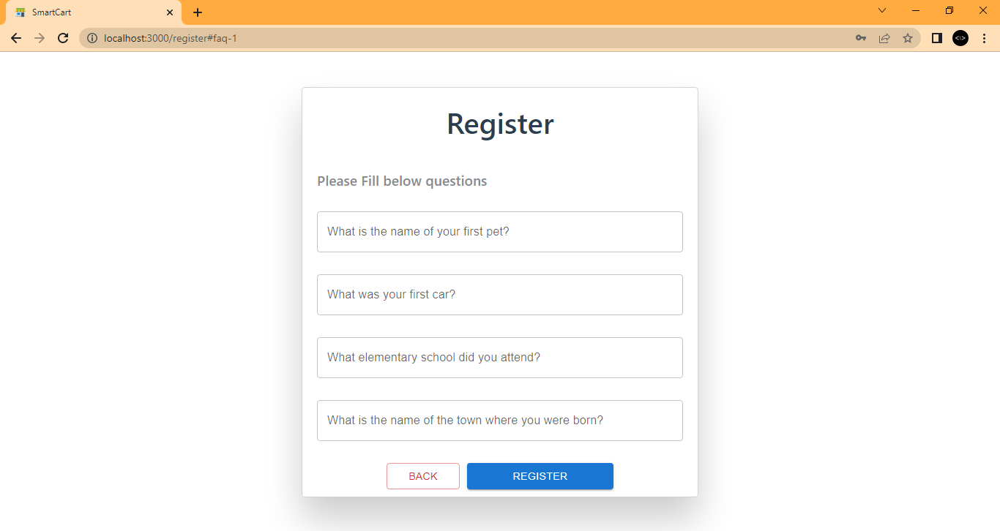 SmartCart
localhost:3000/register#faq-1
Register
Please Fill below questions
What is the name of your first pet?
What was your first car?
What elementary school did you attend?
What is the name of the town where you were born?
BACK REGISTER